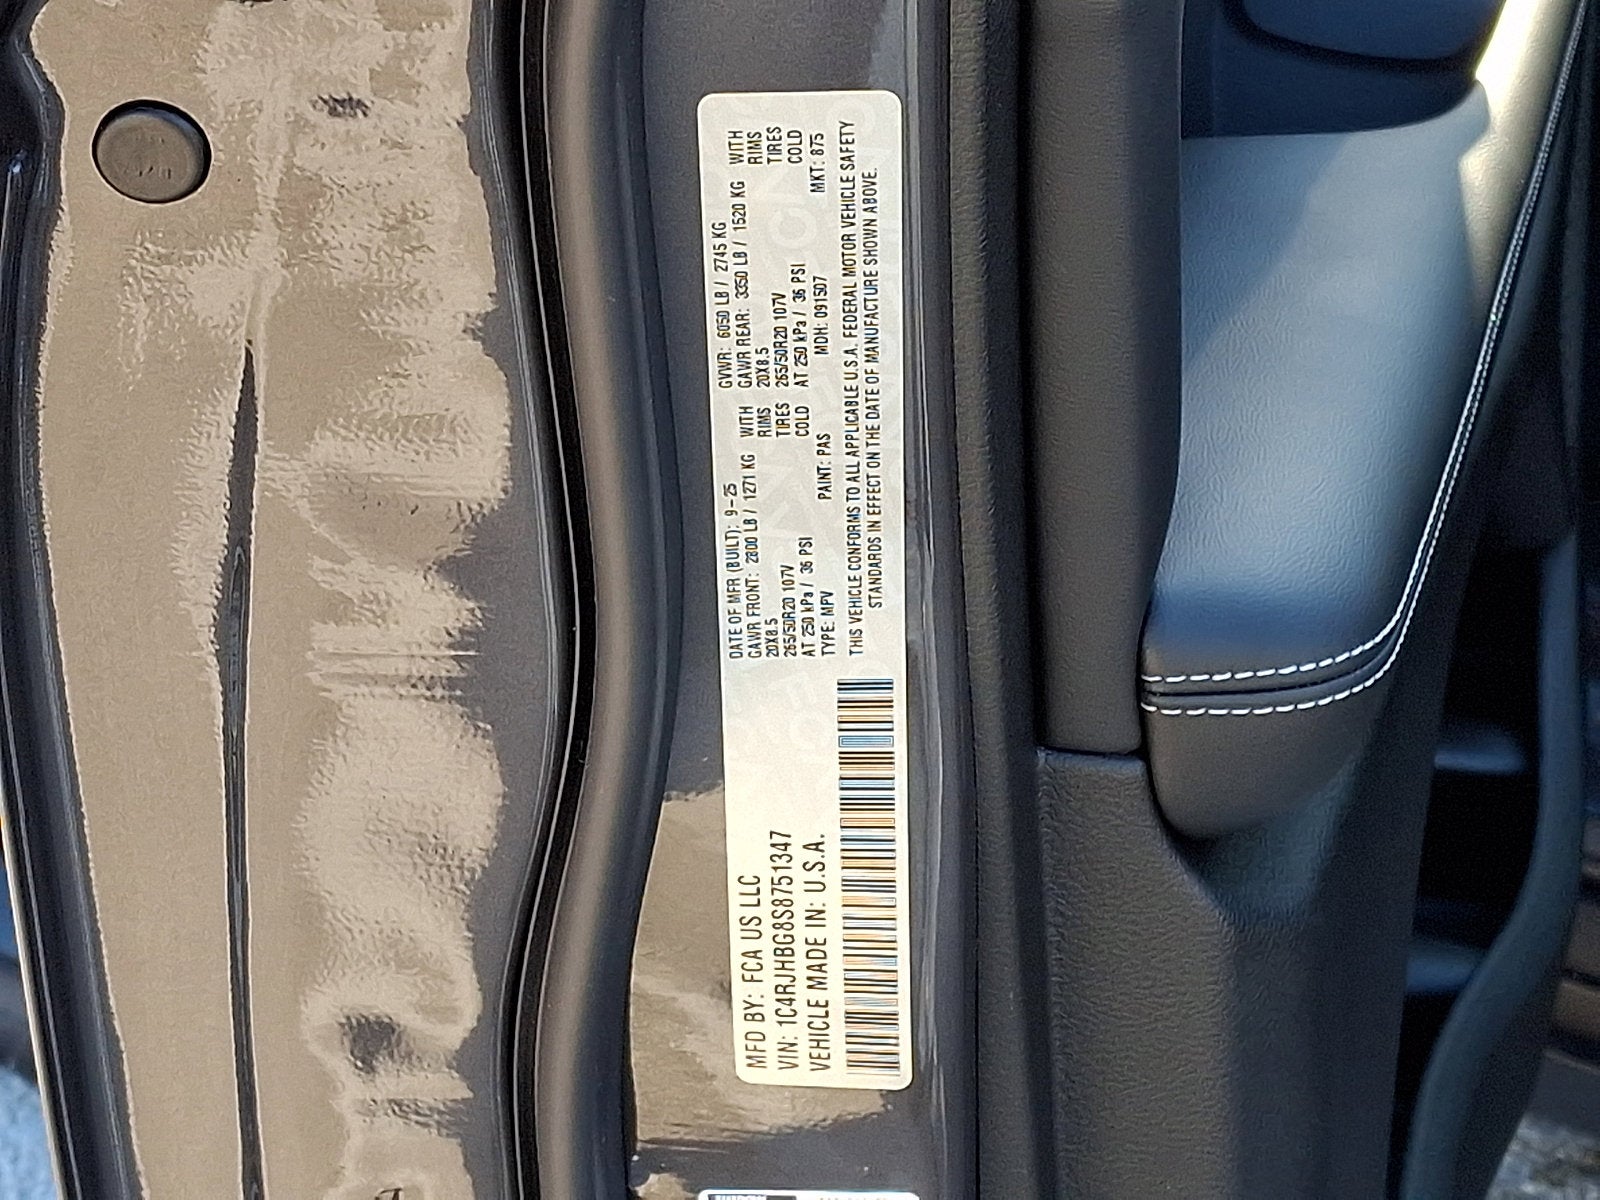 MFD BY: FCA US LLC
VIN: 1C4RJHBG8S8751347
VEHICLE MADE IN: U.S.A.
DATE OF MFR (BUILT): 9-25 GVWR: 6050 LB / 2745 KG
GAWR FRONT: 2800 LB / 1271 KG WITH GAWR REAR: 3350 LB / 1520 KG WITH
20X8.5 RIMS 20X8.5 RIMS
265/50R20 107V TIRES 265/50R20 107V TIRES
AT 250 kPa / 36 PSI COLD AT 250 kPa / 36 PSI COLD
TYPE: MPV PAINT: PAS MDH: 091507 MKT: 875
THIS VEHICLE CONFORMS TO ALL APPLICABLE U.S.A. FEDERAL MOTOR VEHICLE SAFETY
STANDARDS IN EFFECT ON THE DATE OF MANUFACTURE SHOWN ABOVE.